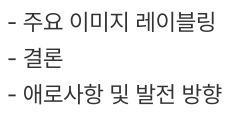 - 주요 이미지 레이블링
- 결론
- 애로사항 및 발전 방향